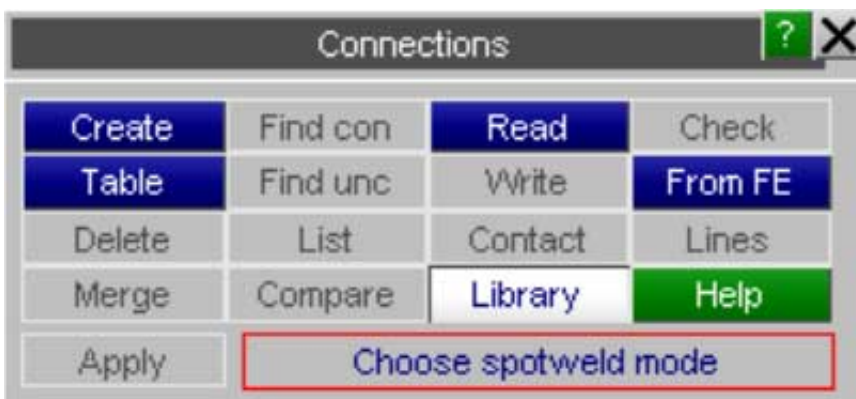 Connections ?
Create Find con Read Check
Table Find unc Write From FE
Delete List Contact Lines
Merge Compare Library Help
Apply Choose spotweld mode